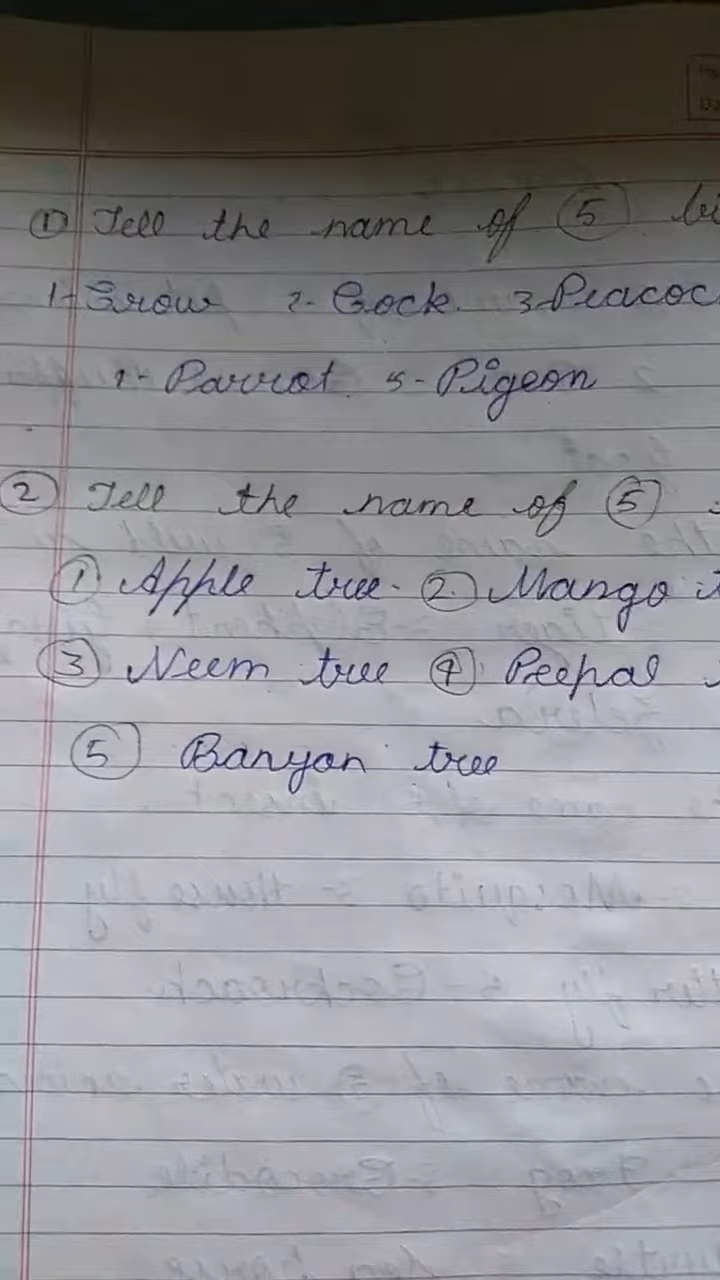 ① Tell the name of ⑤ bi
1- Crow 2- Cock 3- Peacoc
4- Parrot 5- Pigeon
② Tell the name of ⑤
① Apple tree. ② Mango
③ Neem tree ④ Peepal
⑤ Banyan tree